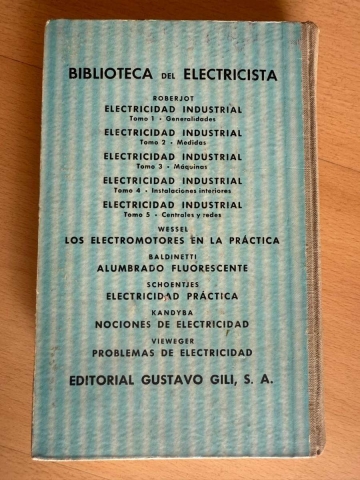 BIBLIOTECA DEL ELECTRICISTA
ROBERJOT
ELECTRICIDAD INDUSTRIAL
Tomo 1 • Generalidades
ELECTRICIDAD INDUSTRIAL
Tomo 2 • Medidas
ELECTRICIDAD INDUSTRIAL
Tomo 3 • Máquinas
ELECTRICIDAD INDUSTRIAL
Tomo 4 • Instalaciones interiores
ELECTRICIDAD INDUSTRIAL
Tomo 5 • Centrales y redes
WESSEL
LOS ELECTROMOTORES EN LA PRÁCTICA
BALDINETTI
ALUMBRADO FLUORESCENTE
SCHOENTJES
ELECTRICIDAD PRÁCTICA
KANDYBA
NOCIONES DE ELECTRICIDAD
VIEWEGER
PROBLEMAS DE ELECTRICIDAD
EDITORIAL GUSTAVO GILI, S. A.